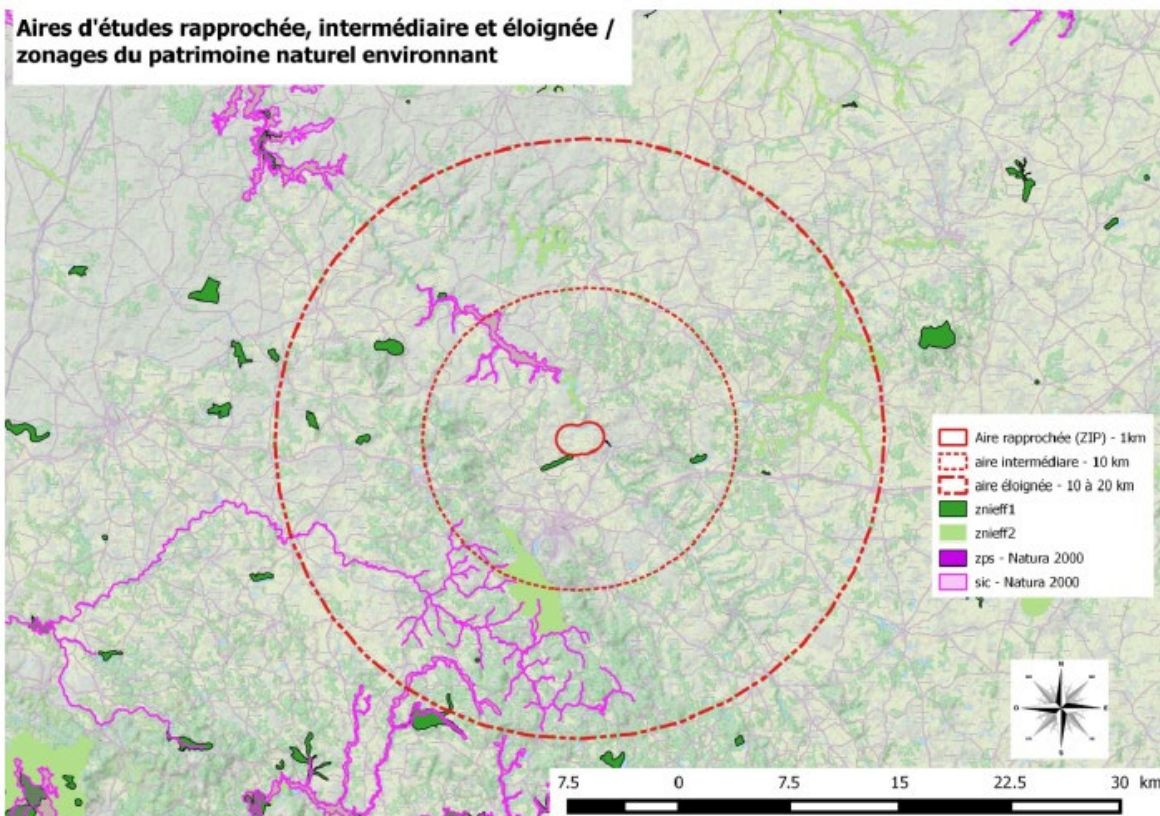 Aires d'études rapprochée, intermédiaire et éloignée /
zonages du patrimoine naturel environnant
Aire rapprochée (ZIP) - 1km
aire intermédiare - 10 km
aire éloignée - 10 à 20 km
znieff1
znieff2
zps - Natura 2000
sic - Natura 2000
N
O
E
S
7.5 0 7.5 15 22.5 30 km